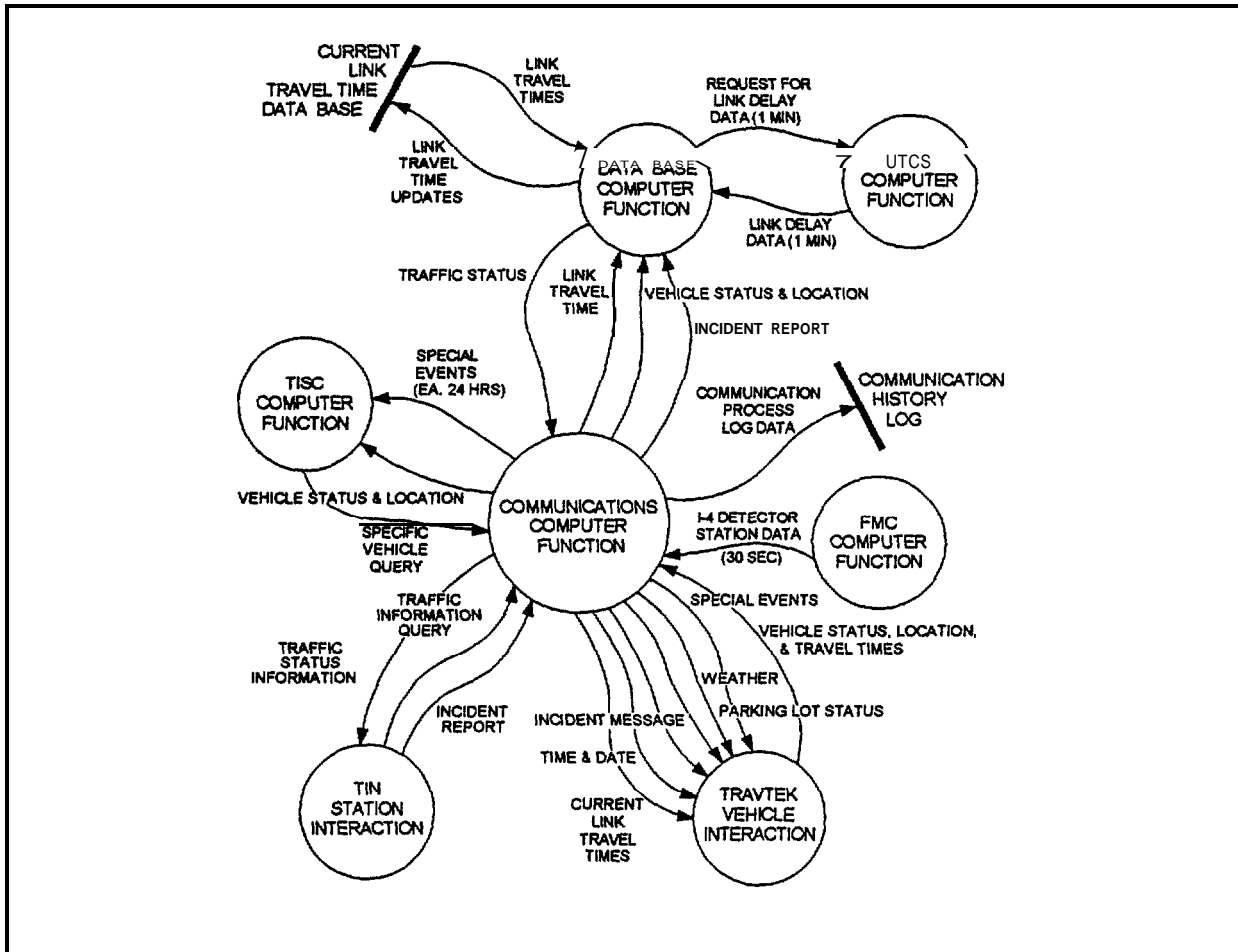 CURRENT
LINK
TRAVEL TIME
DATA BASE
LINK
TRAVEL
TIMES
REQUEST FOR
LINK DELAY
DATA (1 MIN)
LINK
TRAVEL
TIME
UPDATES
DATA BASE
COMPUTER
FUNCTION
UTCS
COMPUTER
FUNCTION
LINK DELAY
DATA (1 MIN)
TRAFFIC STATUS
LINK
TRAVEL
TIME
VEHICLE STATUS & LOCATION
INCIDENT REPORT
TISC
COMPUTER
FUNCTION
SPECIAL
EVENTS
(EA. 24 HRS)
COMMUNICATION
PROCESS
LOG DATA
COMMUNICATION
HISTORY
LOG
VEHICLE STATUS & LOCATION
SPECIFIC
VEHICLE
QUERY
COMMUNICATIONS
COMPUTER
FUNCTION
I-4 DETECTOR
STATION DATA
(30 SEC)
FMC
COMPUTER
FUNCTION
TRAFFIC
INFORMATION
QUERY
TRAFFIC
STATUS
INFORMATION
INCIDENT
REPORT
SPECIAL EVENTS
VEHICLE STATUS, LOCATION,
& TRAVEL TIMES
WEATHER
PARKING LOT STATUS
INCIDENT MESSAGE
TIME & DATE
CURRENT
LINK
TRAVEL
TIMES
TIN
STATION
INTERACTION
TRAVTEK
VEHICLE
INTERACTION